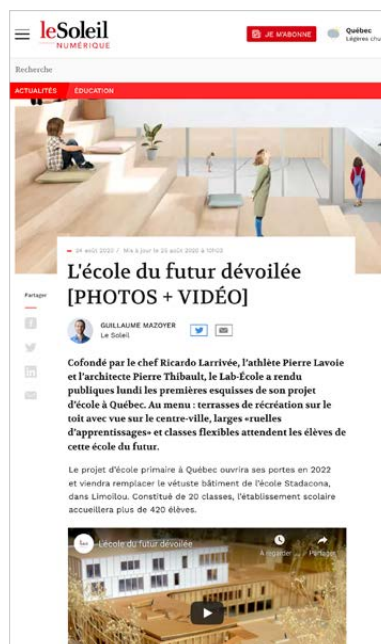 leSoleil
NUMÉRIQUE
JE M'ABONNE
Québec
Recherche
ACTUALITÉS
ÉDUCATION
24 août 2020 / Mis à jour le 25 août 2020 à
L'école du futur dévoilée
[PHOTOS + VIDÉO]
Partager
GUILLAUME MAZOYER
Le Soleil
Cofondé par le chef Ricardo Larrivée, l'athlète Pierre Lavoie
et l'architecte Pierre Thibault, le Lab-École a rendu
publiques lundi les premières esquisses de son projet
d'école à Québec. Au menu : terrasses de récréation sur le
toit avec vue sur le centre-ville, larges «ruelles
d'apprentissages» et classes flexibles attendent les élèves de
cette école du futur.
Le projet d'école primaire à Québec ouvrira ses portes en 2022
et viendra remplacer le vétuste bâtiment de l'école Stadacona,
dans Limoilou. Constitué de 20 classes, l'établissement scolaire
accueillera plus de 420 élèves.
L'école du futur dévoilée
À regarder ...
Partager